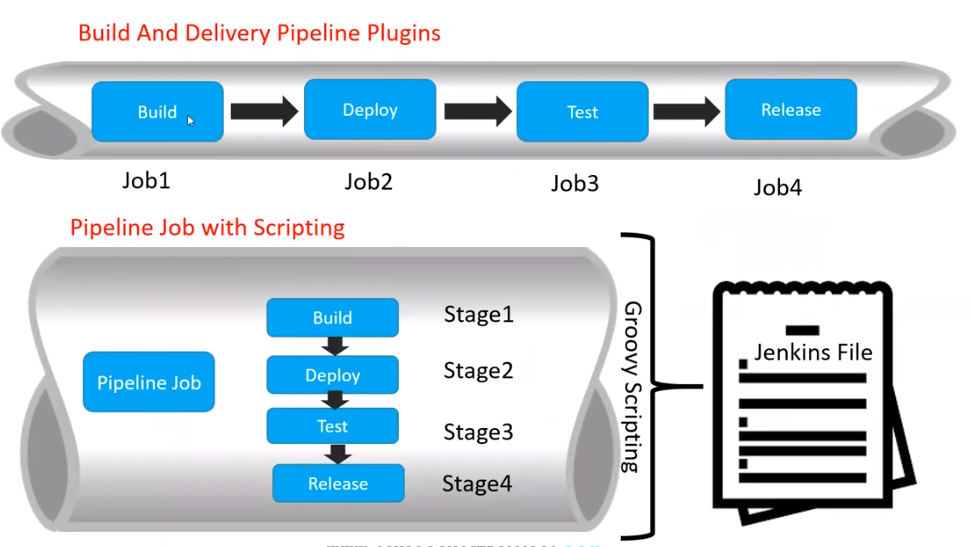 Build And Delivery Pipeline Plugins
Build
Deploy
Test
Release
Job1
Job2
Job3
Job4
Pipeline Job with Scripting
Pipeline Job
Build
Stage1
Deploy
Stage2
Test
Stage3
Release
Stage4
Groovy Scripting
Jenkins File